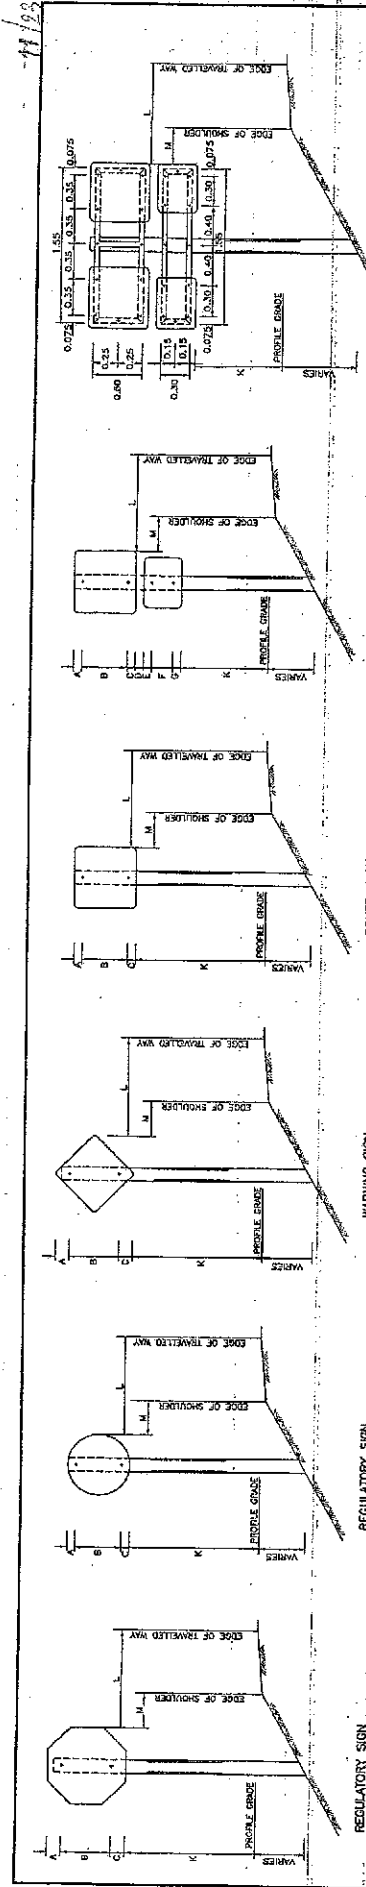 A
B
C
K
PROFILE GRADE
VARIES
M
L
EDGE OF SHOULDER
EDGE OF TRAVELLED WAY
REGULATORY SIGN
A
B
C
K
PROFILE GRADE
VARIES
M
L
EDGE OF SHOULDER
EDGE OF TRAVELLED WAY
REGULATORY SIGN
A
B
C
K
PROFILE GRADE
VARIES
M
L
EDGE OF SHOULDER
EDGE OF TRAVELLED WAY
WARNING SIGN
A
B
C
K
PROFILE GRADE
VARIES
M
L
EDGE OF SHOULDER
EDGE OF TRAVELLED WAY
A
B
C
D
E
F
G
K
PROFILE GRADE
VARIES
M
L
EDGE OF SHOULDER
EDGE OF TRAVELLED WAY
1.55
0.075 0.35 0.35 0.35 0.35 0.075
0.25
0.25
0.60
0.15
0.15
0.30
0.075 0.30 0.40 0.40 0.30 0.075
1.55
K
PROFILE GRADE
VARIES
M
L
EDGE OF SHOULDER
EDGE OF TRAVELLED WAY